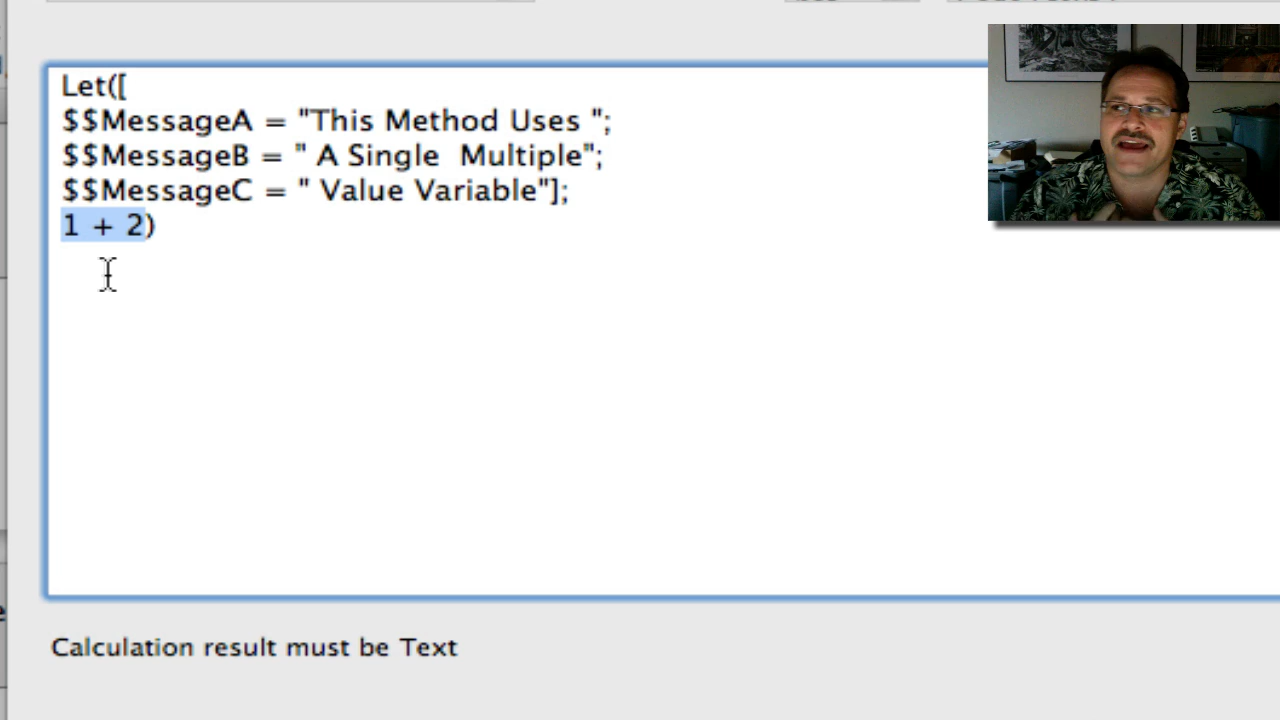 Let([
$$MessageA = "This Method Uses ";
$$MessageB = " A Single  Multiple";
$$MessageC = " Value Variable"];
1 + 2)
Calculation result must be Text